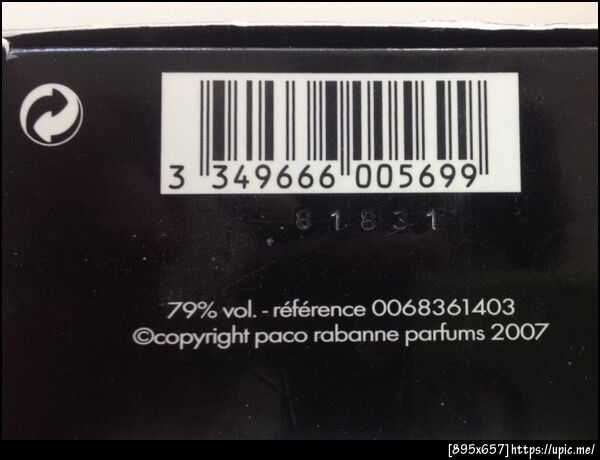 3 349666 005699
81831
79% vol. - référence 0068361403
©copyright paco rabanne parfums 2007
[895x657]https://upic.me/